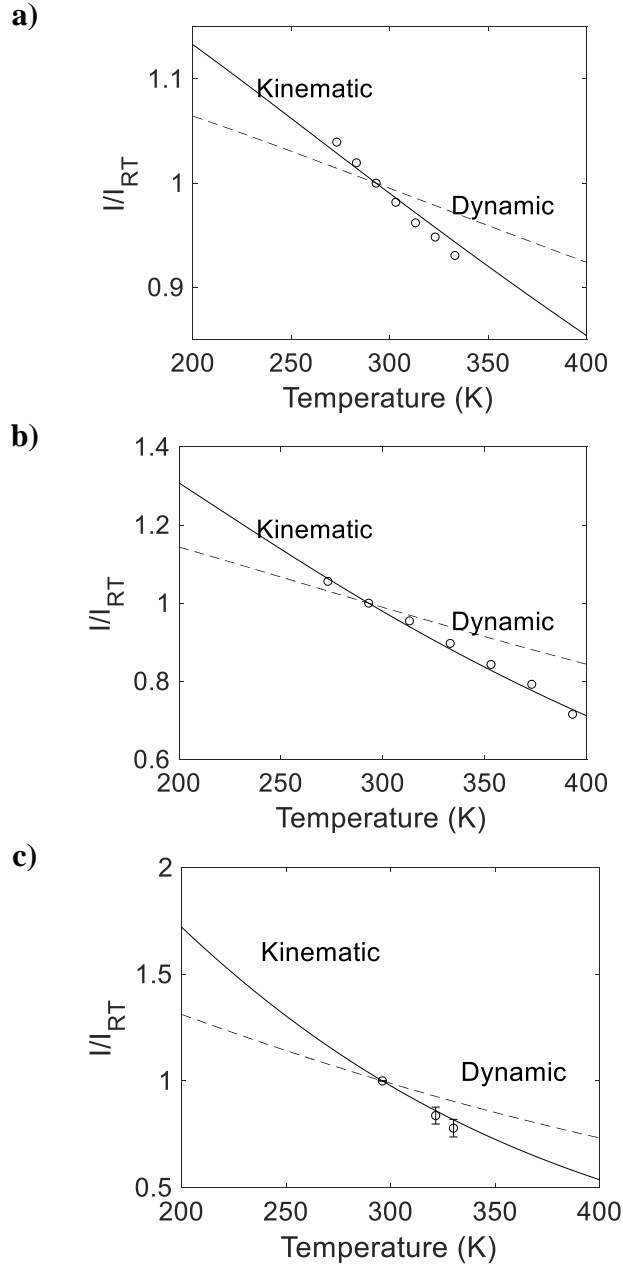 a)
1.1
1
0.9
I/I_RT
Kinematic
Dynamic
200 250 300 350 400
Temperature (K)
b)
1.4
1.2
1
0.8
0.6
I/I_RT
Kinematic
Dynamic
200 250 300 350 400
Temperature (K)
c)
2
1.5
1
0.5
I/I_RT
Kinematic
Dynamic
200 250 300 350 400
Temperature (K)